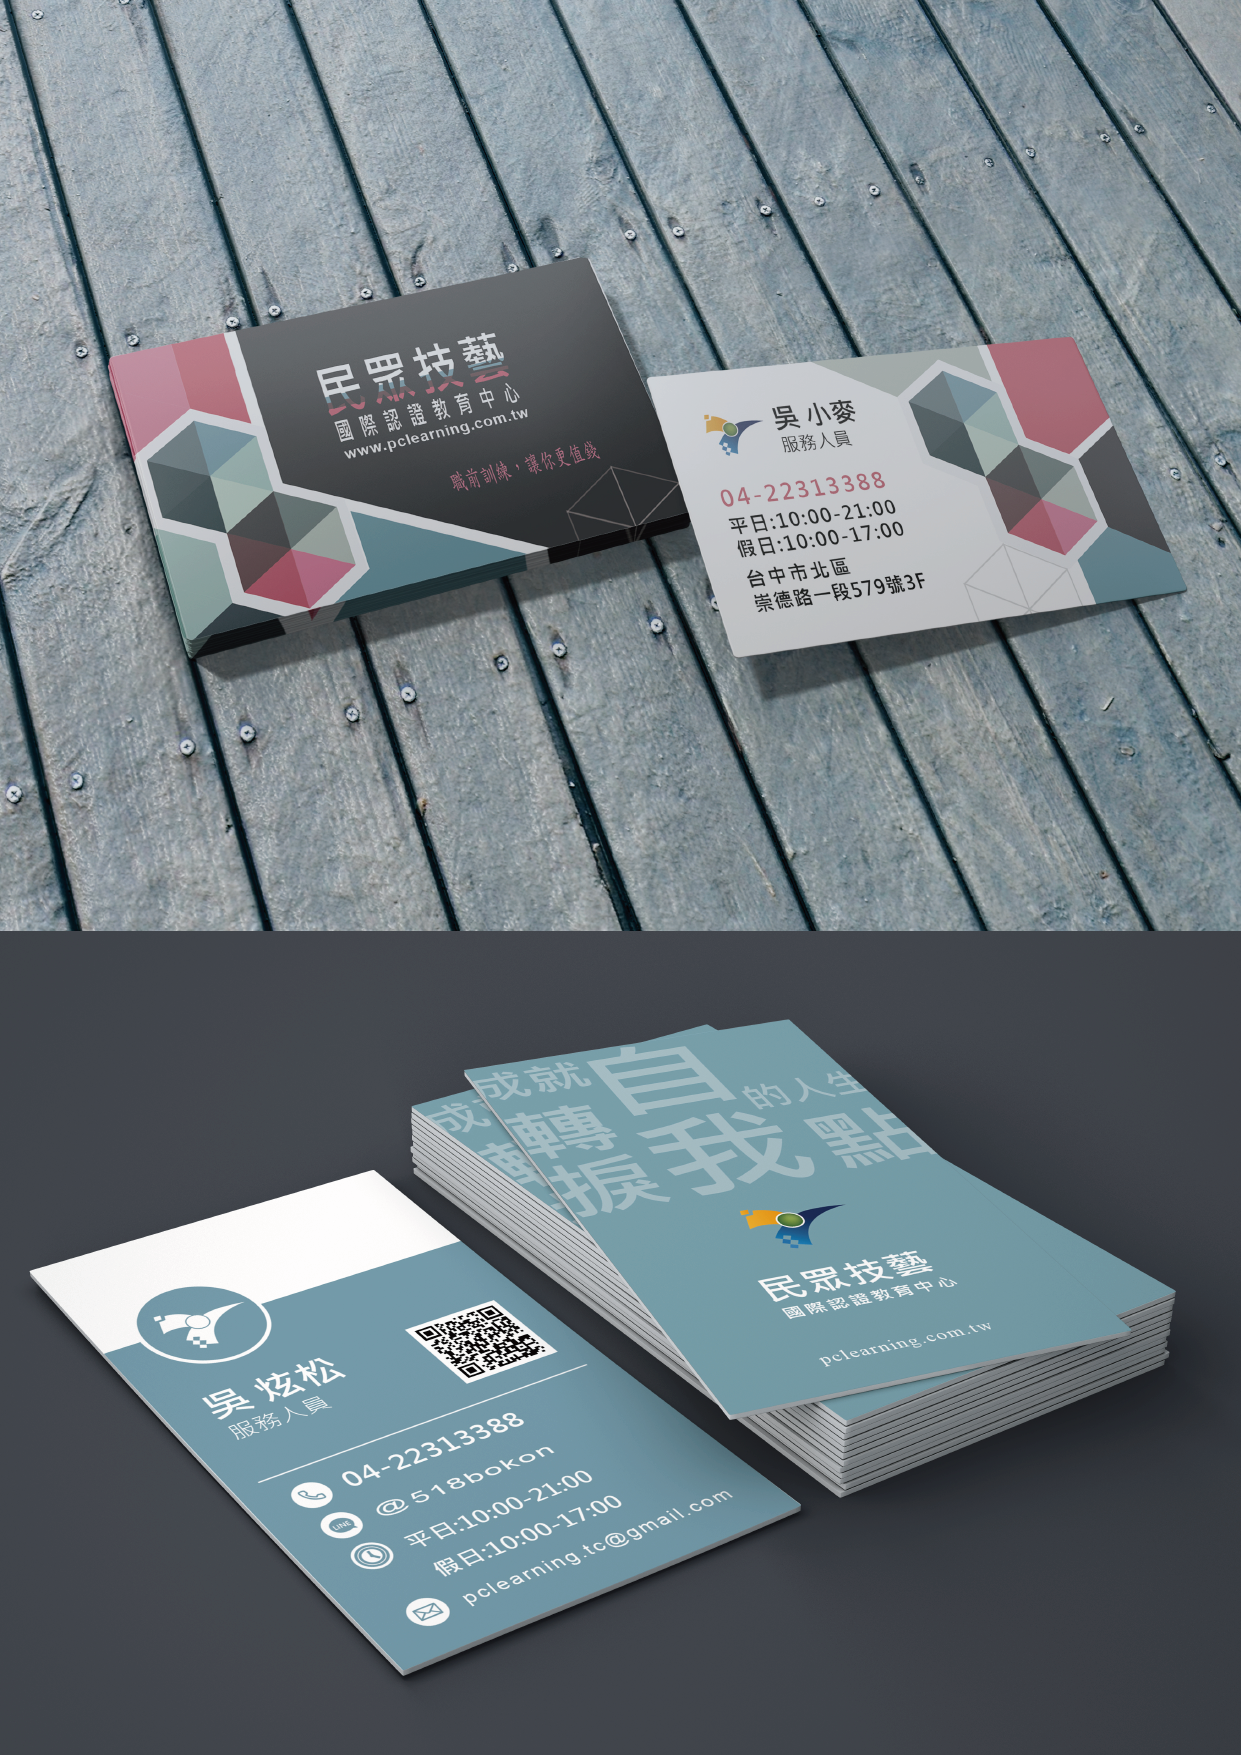 民眾技藝
國際認證教育中心
www.pclearning.com.tw
職前訓練，讓你更值錢
吳小麥
服務人員
04-22313388
平日:10:00-21:00
假日:10:00-17:00
台中市北區
崇德路一段579號3F
成就自我的人生
轉捩點
民眾技藝
國際認證教育中心
pclearning.com.tw
吳炫松
服務人員
04-22313388
LINE
@518bokon
平日:10:00-21:00
假日:10:00-17:00
pclearning.tc@gmail.com